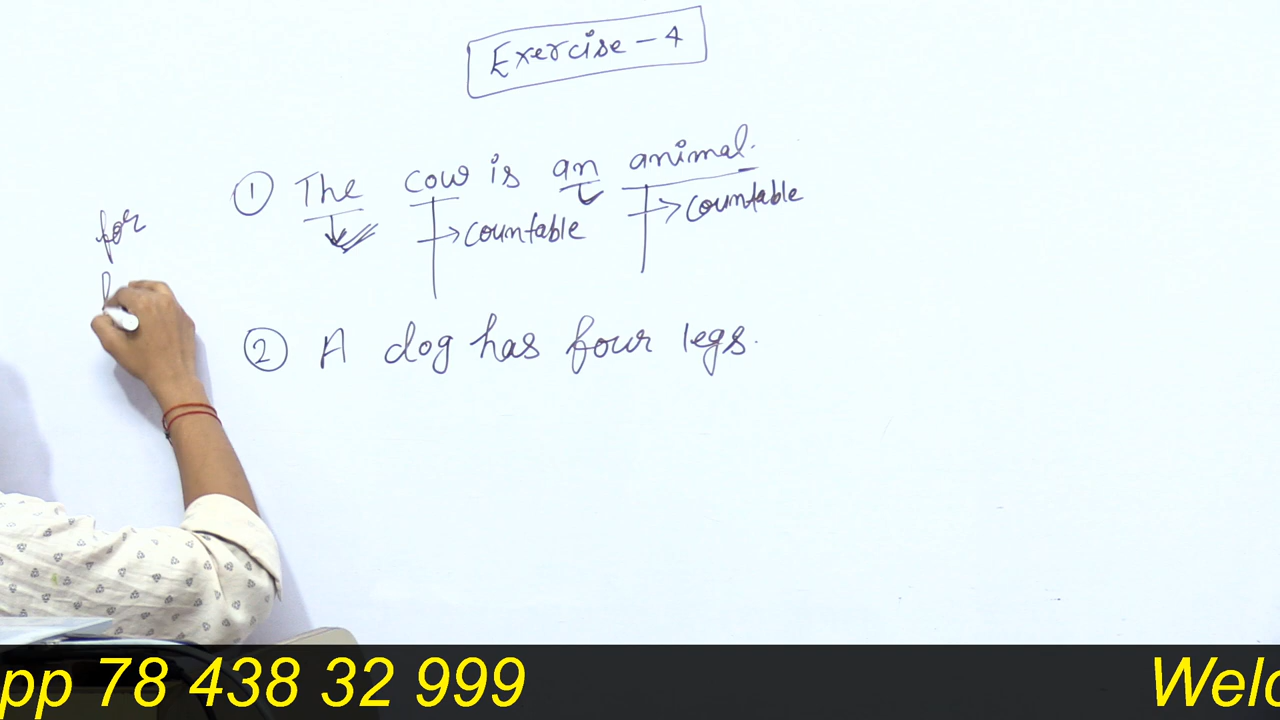 Exercise - 4
① The cow is an animal.
countable
countable
for
② A dog has four legs.
pp 78 438 32 999
Welc